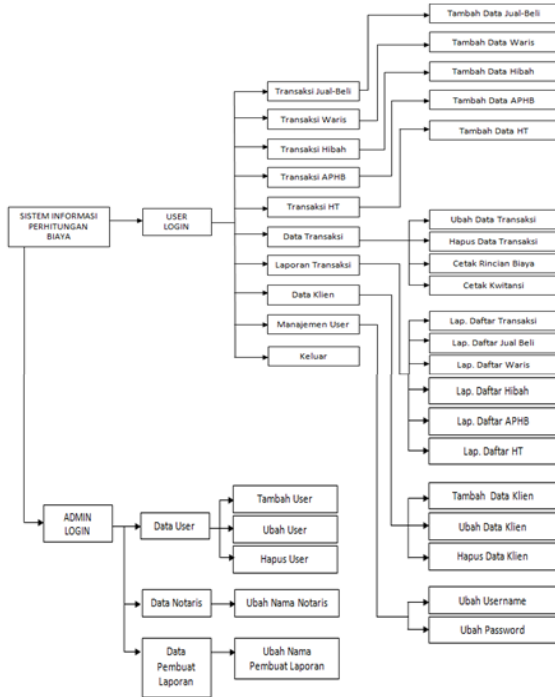 SISTEM INFORMASI
PERHITUNGAN
BIAYA
USER
LOGIN
Transaksi Jual-Beli
Transaksi Waris
Transaksi Hibah
Transaksi APHB
Transaksi HT
Data Transaksi
Laporan Transaksi
Data Klien
Manajemen User
Keluar
Tambah Data Jual-Beli
Tambah Data Waris
Tambah Data Hibah
Tambah Data APHB
Tambah Data HT
Ubah Data Transaksi
Hapus Data Transaksi
Cetak Rincian Biaya
Cetak Kwitansi
Lap. Daftar Transaksi
Lap. Daftar Jual Beli
Lap. Daftar Waris
Lap. Daftar Hibah
Lap. Daftar APHB
Lap. Daftar HT
Tambah Data Klien
Ubah Data Klien
Hapus Data Klien
Ubah Username
Ubah Password
ADMIN
LOGIN
Data User
Tambah User
Ubah User
Hapus User
Data Notaris
Ubah Nama Notaris
Data
Pembuat
Laporan
Ubah Nama
Pembuat Laporan